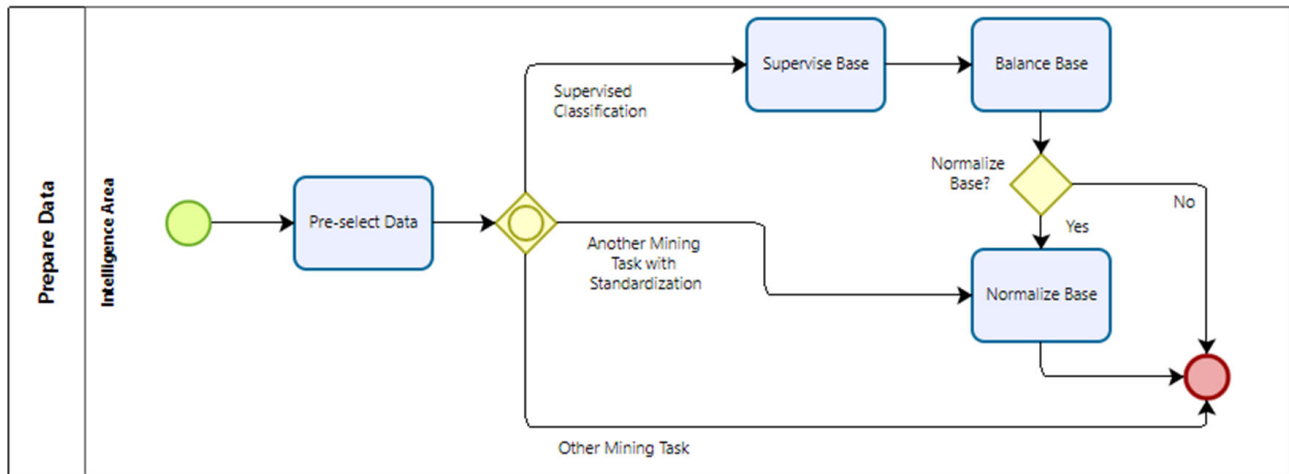 Prepare Data
Intelligence Area
Pre-select Data
Supervised
Classification
Supervise Base
Balance Base
Normalize
Base?
No
Yes
Another Mining
Task with
Standardization
Normalize Base
Other Mining Task